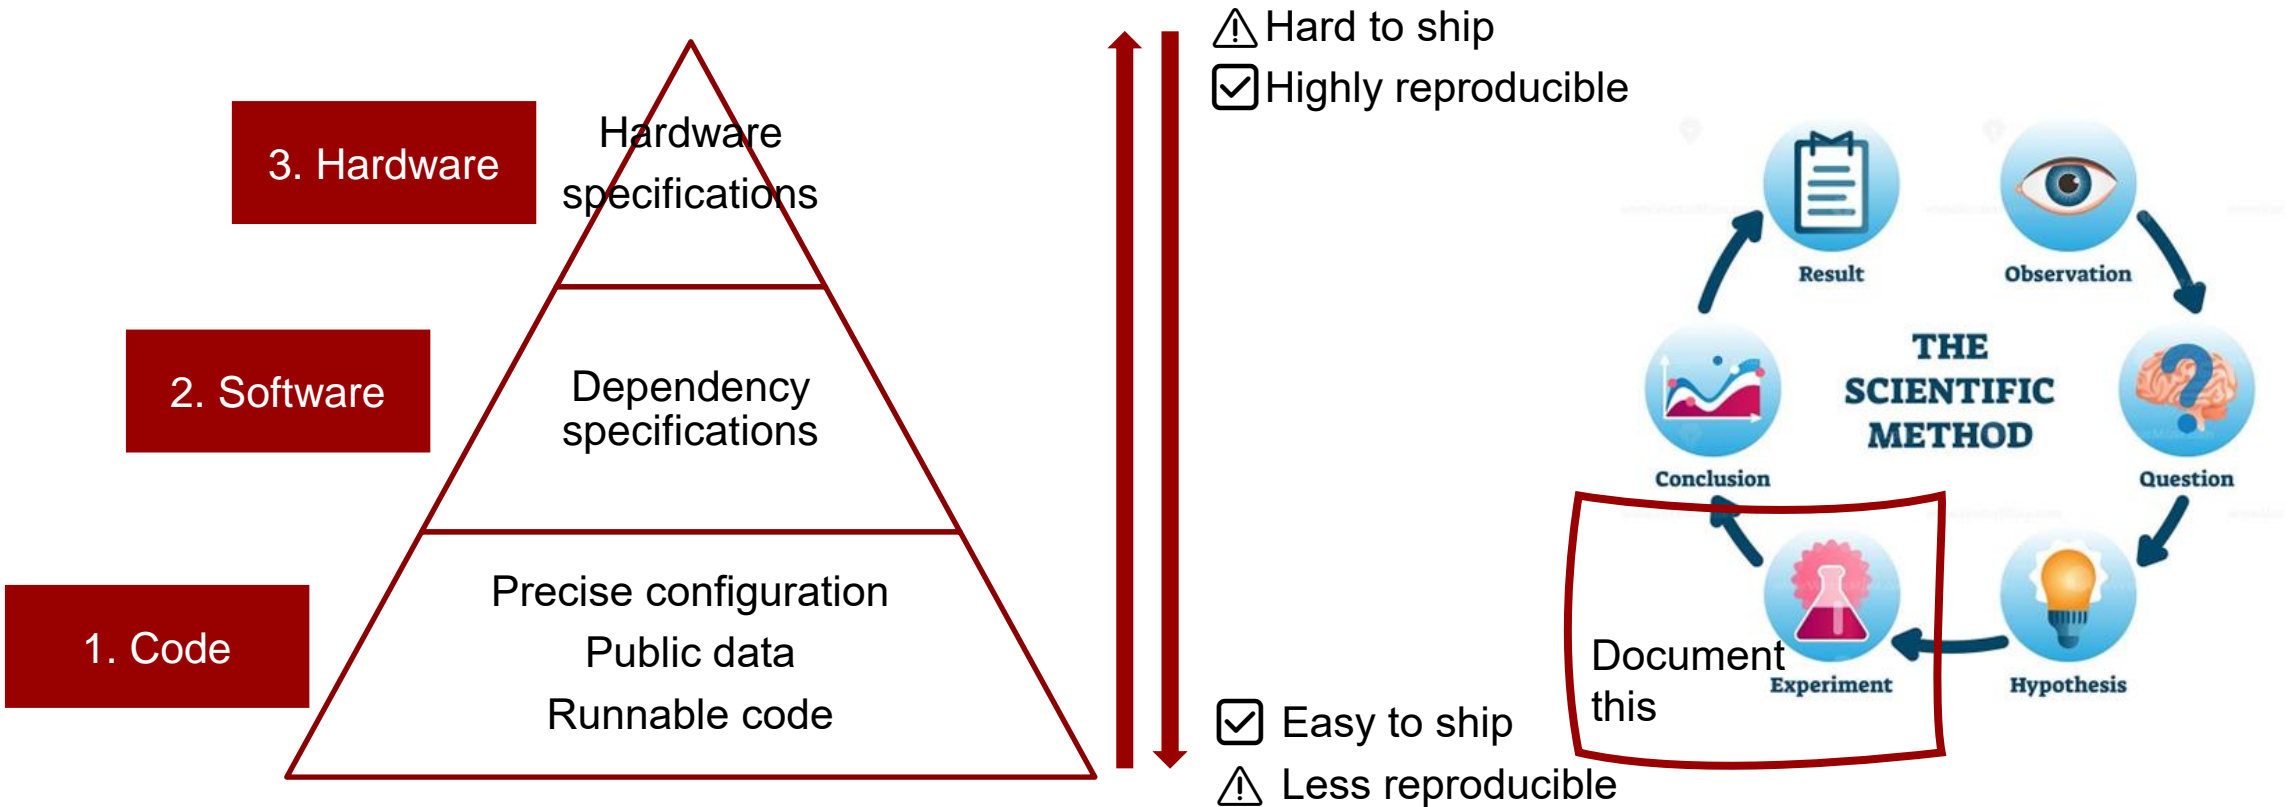 3. Hardware
Hardware
specifications
2. Software
Dependency
specifications
1. Code
Precise configuration
Public data
Runnable code
Hard to ship
Highly reproducible
Easy to ship
Less reproducible
Result
Observation
THE
SCIENTIFIC
METHOD
Conclusion
Question
Document
this
Experiment
Hypothesis